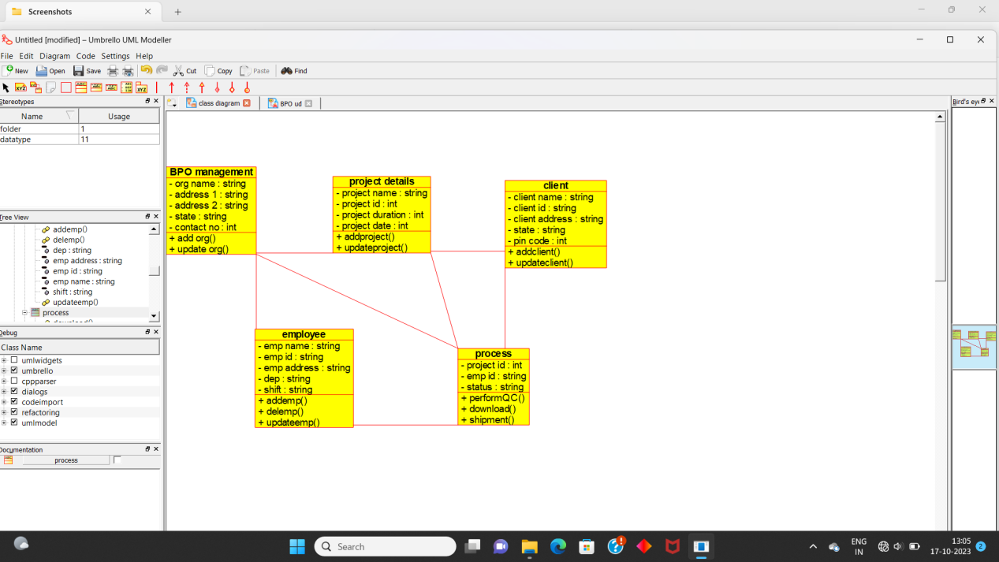 Screenshots
Untitled [modified] – Umbrello UML Modeller
File Edit Diagram Code Settings Help
New Open Save Cut Copy Paste Find
Stereotypes
Name Usage
folder 1
datatype 11
Tree View
addemp()
delemp()
dep : string
emp address : string
emp id : string
emp name : string
shift : string
updateemp()
process
download()
Debug
Class Name
umlwidgets
umbrello
cppparser
dialogs
codeimport
refactoring
umlmodel
Documentation
process
class diagram
BPO ud
BPO management
- org name : string
- address 1 : string
- address 2 : string
- state : string
- contact no : int
+ add org()
+ update org()
project details
- project name : string
- project id : int
- project duration : int
- project date : int
+ addproject()
+ updateproject()
client
- client name : string
- client id : string
- client address : string
- state : string
- pin code : int
+ addclient()
+ updateclient()
employee
- emp name : string
- emp id : string
- emp address : string
- dep : string
- shift : string
+ addemp()
+ delemp()
+ updateemp()
process
- project id : int
- emp id : string
- status : string
+ performQC()
+ download()
+ shipment()
Bird's eye
Search
ENG
IN
13:05
17-10-2023
2